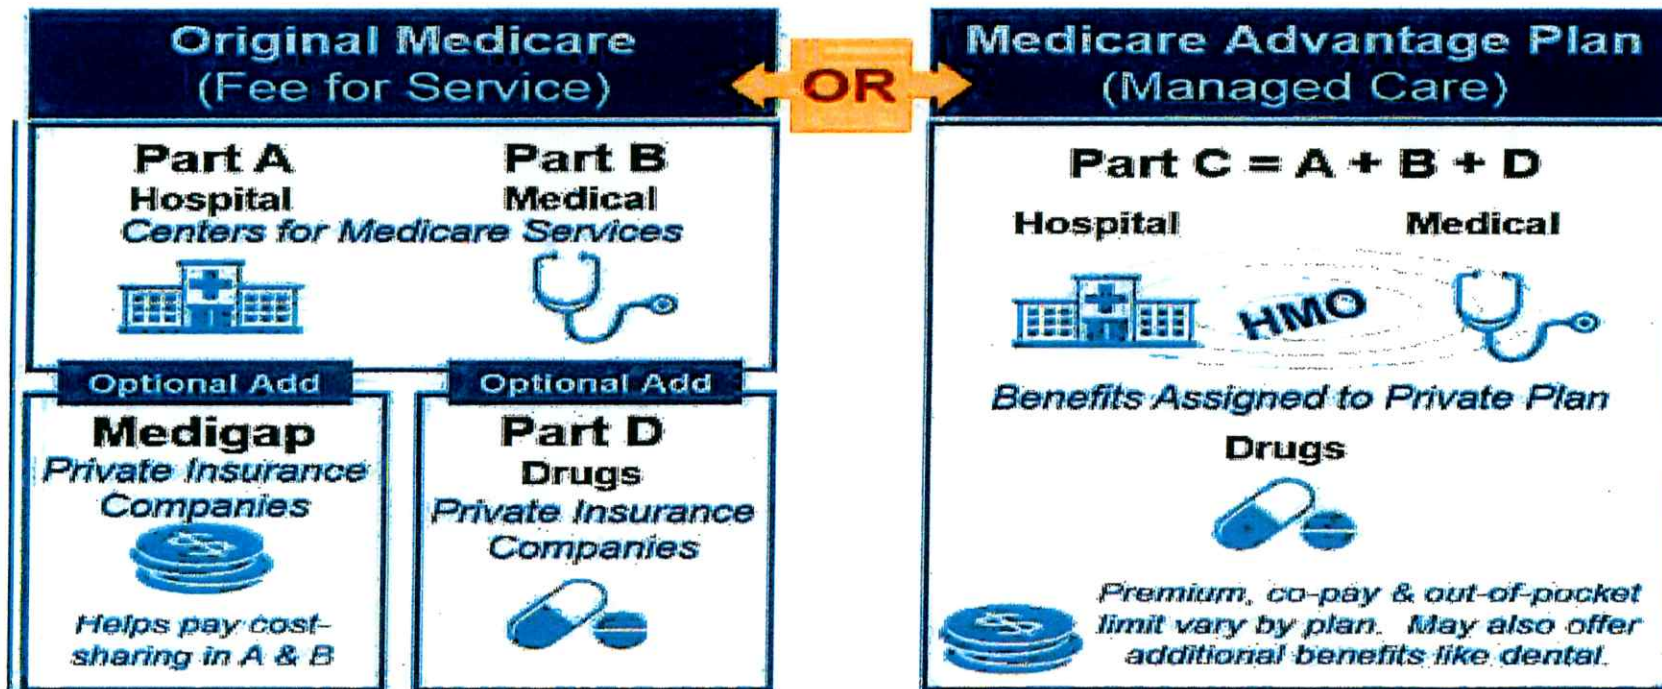 Original Medicare
(Fee for Service)
OR
Medicare Advantage Plan
(Managed Care)
Part A
Hospital
Part B
Medical
Centers for Medicare Services
Optional Add
Medigap
Private Insurance
Companies
$
Helps pay cost-
sharing in A & B
Optional Add
Part D
Drugs
Private Insurance
Companies
Part C = A + B + D
Hospital
Medical
HMO
Benefits Assigned to Private Plan
Drugs
Premium, co-pay & out-of-pocket
limit vary by plan. May also offer
additional benefits like dental.